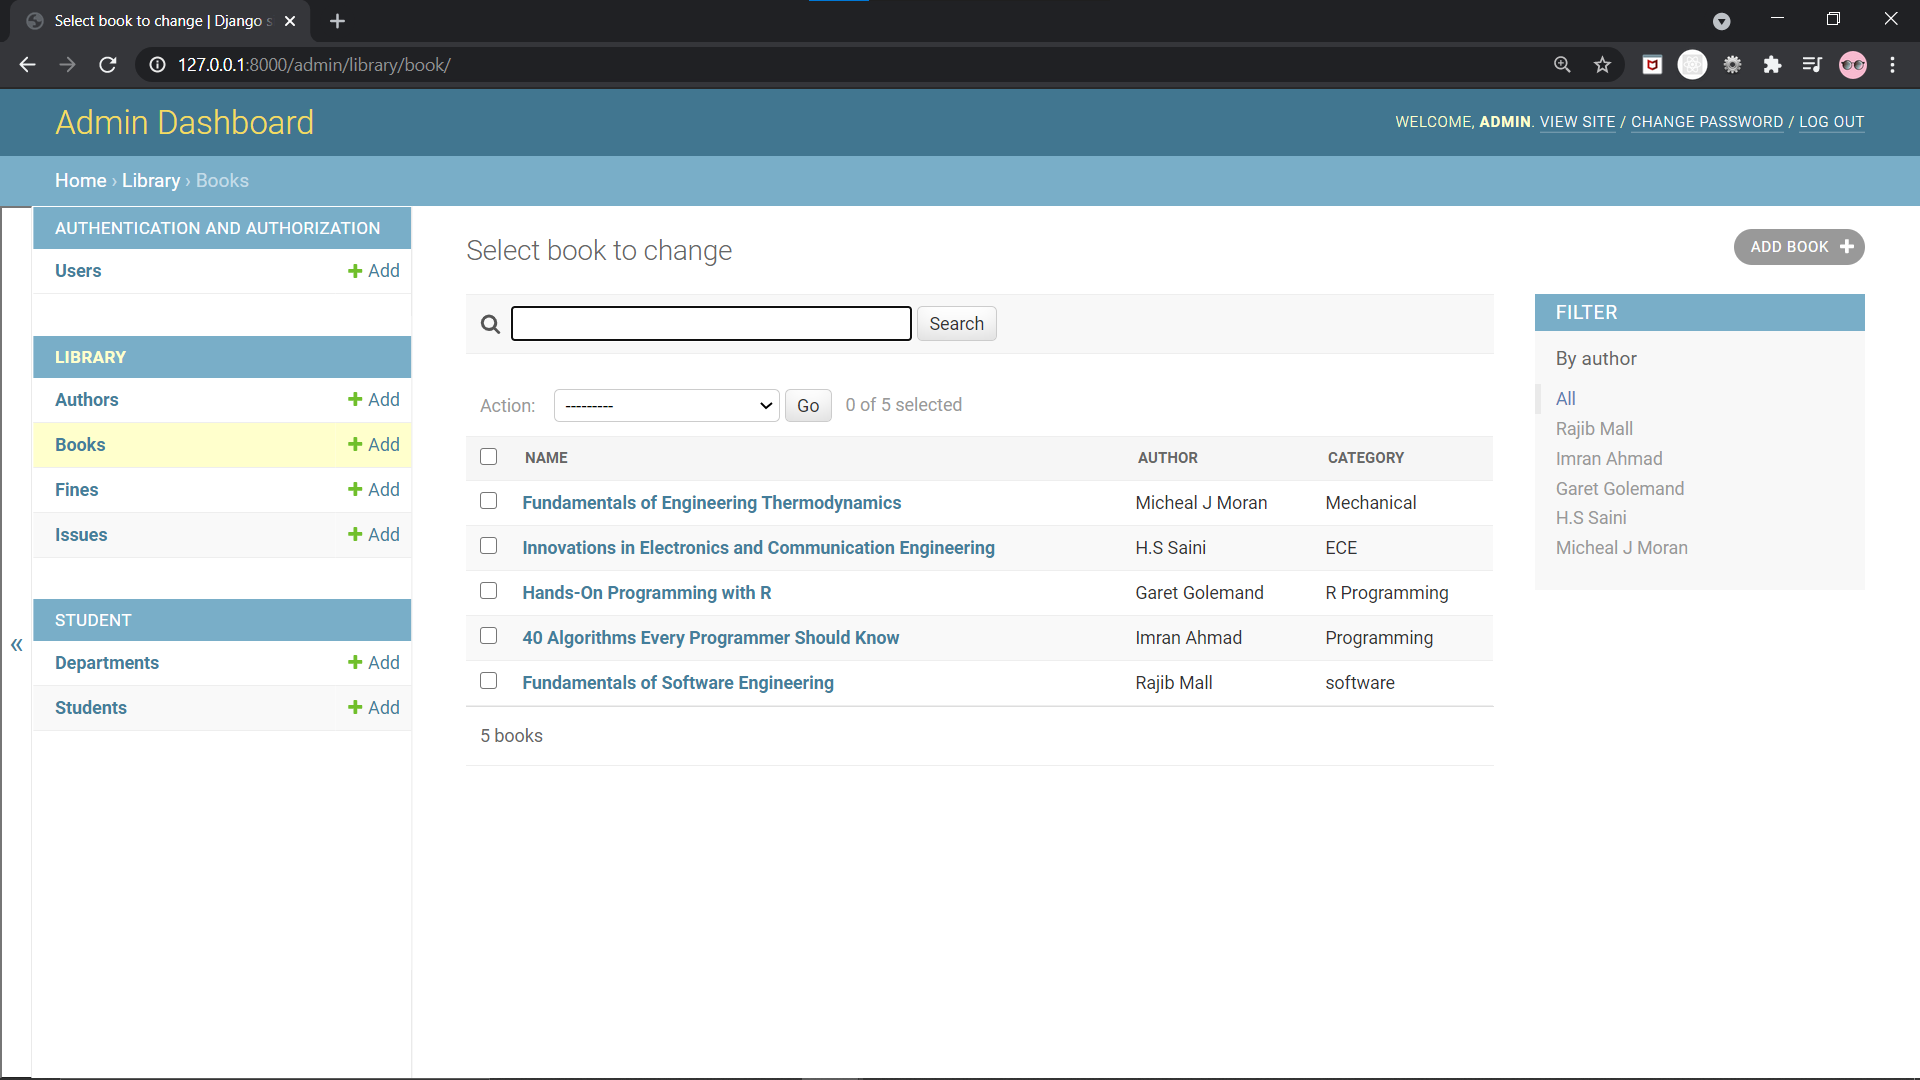 Select book to change | Django s
127.0.0.1:8000/admin/library/book/
Admin Dashboard
WELCOME, ADMIN. VIEW SITE / CHANGE PASSWORD / LOG OUT
Home › Library › Books
AUTHENTICATION AND AUTHORIZATION
Users Add
LIBRARY
Authors Add
Books Add
Fines Add
Issues Add
STUDENT
Departments Add
Students Add
«
Select book to change
ADD BOOK
Search
Action: --------- Go 0 of 5 selected
NAME AUTHOR CATEGORY
Fundamentals of Engineering Thermodynamics Micheal J Moran Mechanical
Innovations in Electronics and Communication Engineering H.S Saini ECE
Hands-On Programming with R Garet Golemand R Programming
40 Algorithms Every Programmer Should Know Imran Ahmad Programming
Fundamentals of Software Engineering Rajib Mall software
5 books
FILTER
By author
All
Rajib Mall
Imran Ahmad
Garet Golemand
H.S Saini
Micheal J Moran